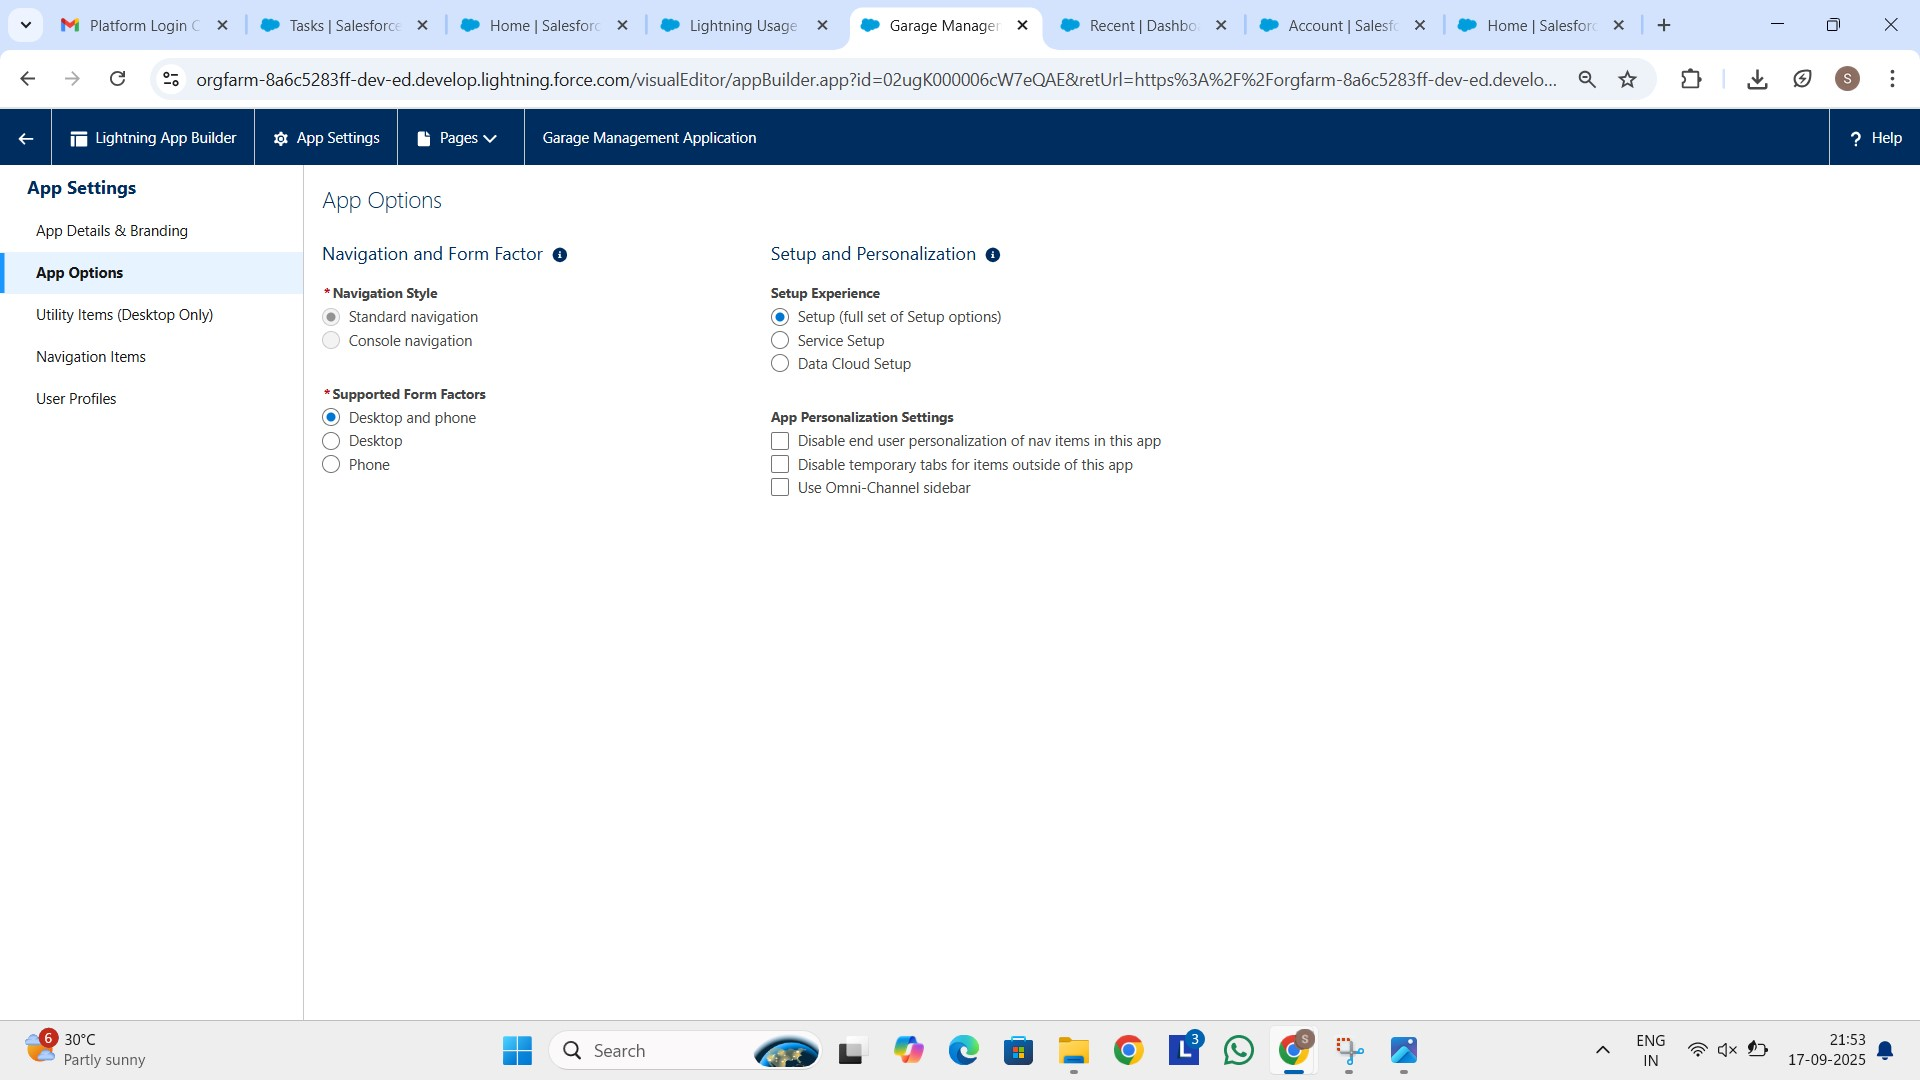 Platform Login C
Tasks | Salesforce
Home | Salesforc
Lightning Usage
Garage Manager
Recent | Dashbo
Account | Salesfo
Home | Salesforc
orgfarm-8a6c5283ff-dev-ed.develop.lightning.force.com/visualEditor/appBuilder.app?id=02ugK000006cW7eQAE&retUrl=https%3A%2F%2Forgfarm-8a6c5283ff-dev-ed.develo...
S
Lightning App Builder
App Settings
Pages
Garage Management Application
? Help
App Settings
App Details & Branding
App Options
Utility Items (Desktop Only)
Navigation Items
User Profiles
App Options
Navigation and Form Factor
*Navigation Style
Standard navigation
Console navigation
*Supported Form Factors
Desktop and phone
Desktop
Phone
Setup and Personalization
Setup Experience
Setup (full set of Setup options)
Service Setup
Data Cloud Setup
App Personalization Settings
Disable end user personalization of nav items in this app
Disable temporary tabs for items outside of this app
Use Omni-Channel sidebar
6
30°C
Partly sunny
Search
L
3
S
ENG
IN
21:53
17-09-2025